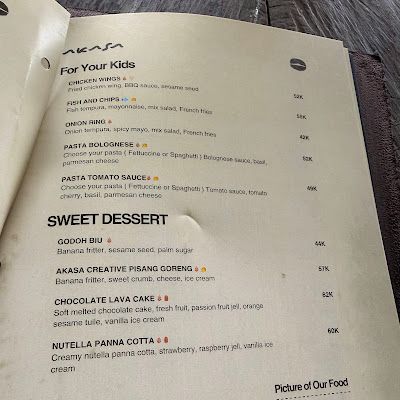 AKASA
For Your Kids
CHICKEN WINGS
Fried chicken wing, BBQ sauce, sesame seed
52K
FISH AND CHIPS
Fish tempura, mayonnaise, mix salad, French fries
58K
ONION RING
Onion tempura, spicy mayo, mix salad, French fries
42K
PASTA BOLOGNESE
Choose your pasta ( Fettuccine or Spaghetti ) Bolognese sauce, basil,
parmesan cheese
52K
PASTA TOMATO SAUCE
Choose your pasta ( Fettuccine or Spaghetti ) Tomato sauce, tomato
cherry, basil, parmesan cheese
SWEET DESSERT
GODOH BIU
Banana fritter, sesame seed, palm sugar
44K
AKASA CREATIVE PISANG GORENG
Banana fritter, sweet crumb, cheese, ice cream
57K
CHOCOLATE LAVA CAKE
Soft melted chocolate cake, fresh fruit, passion fruit jell, orange
sesame tuile, vanilla ice cream
82K
NUTELLA PANNA COTTA
Creamy nutella panna cotta, strawberry, raspberry jell, vanilla ice
cream
60K
Picture of Our Food